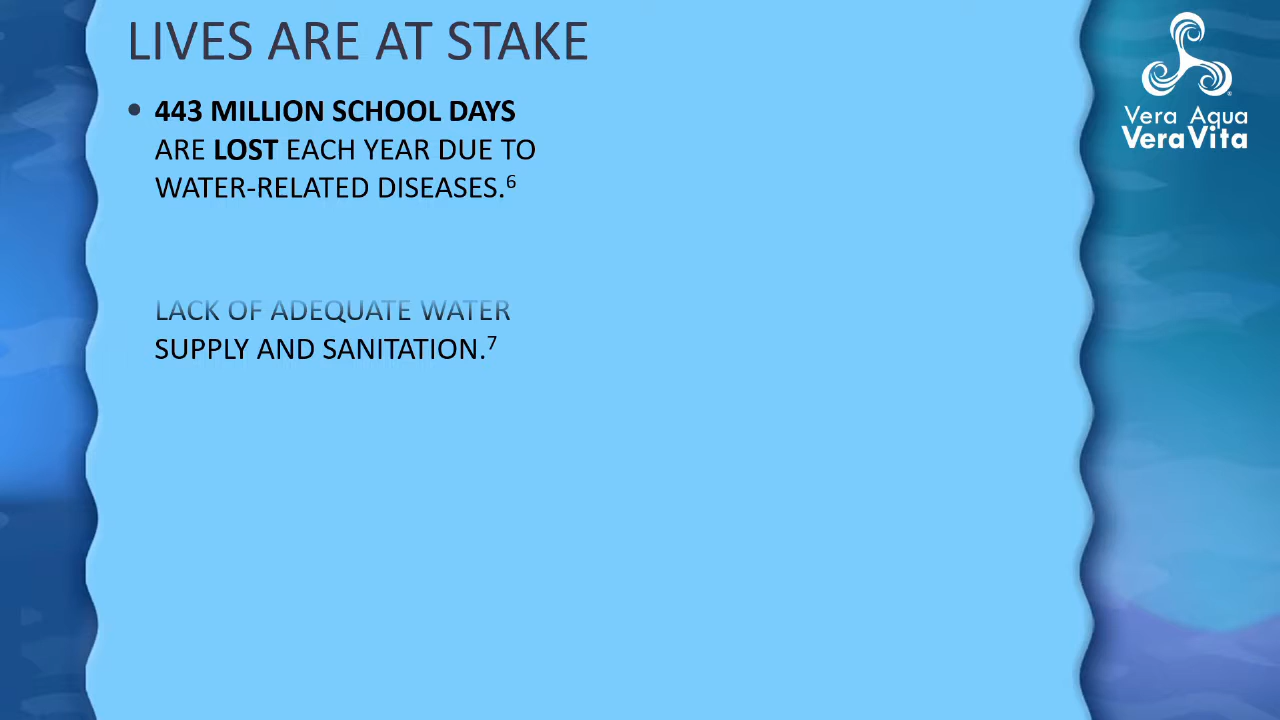 LIVES ARE AT STAKE
• 443 MILLION SCHOOL DAYS
ARE LOST EACH YEAR DUE TO
WATER-RELATED DISEASES.⁶
LACK OF ADEQUATE WATER
SUPPLY AND SANITATION.⁷
Vera Aqua
Vera Vita